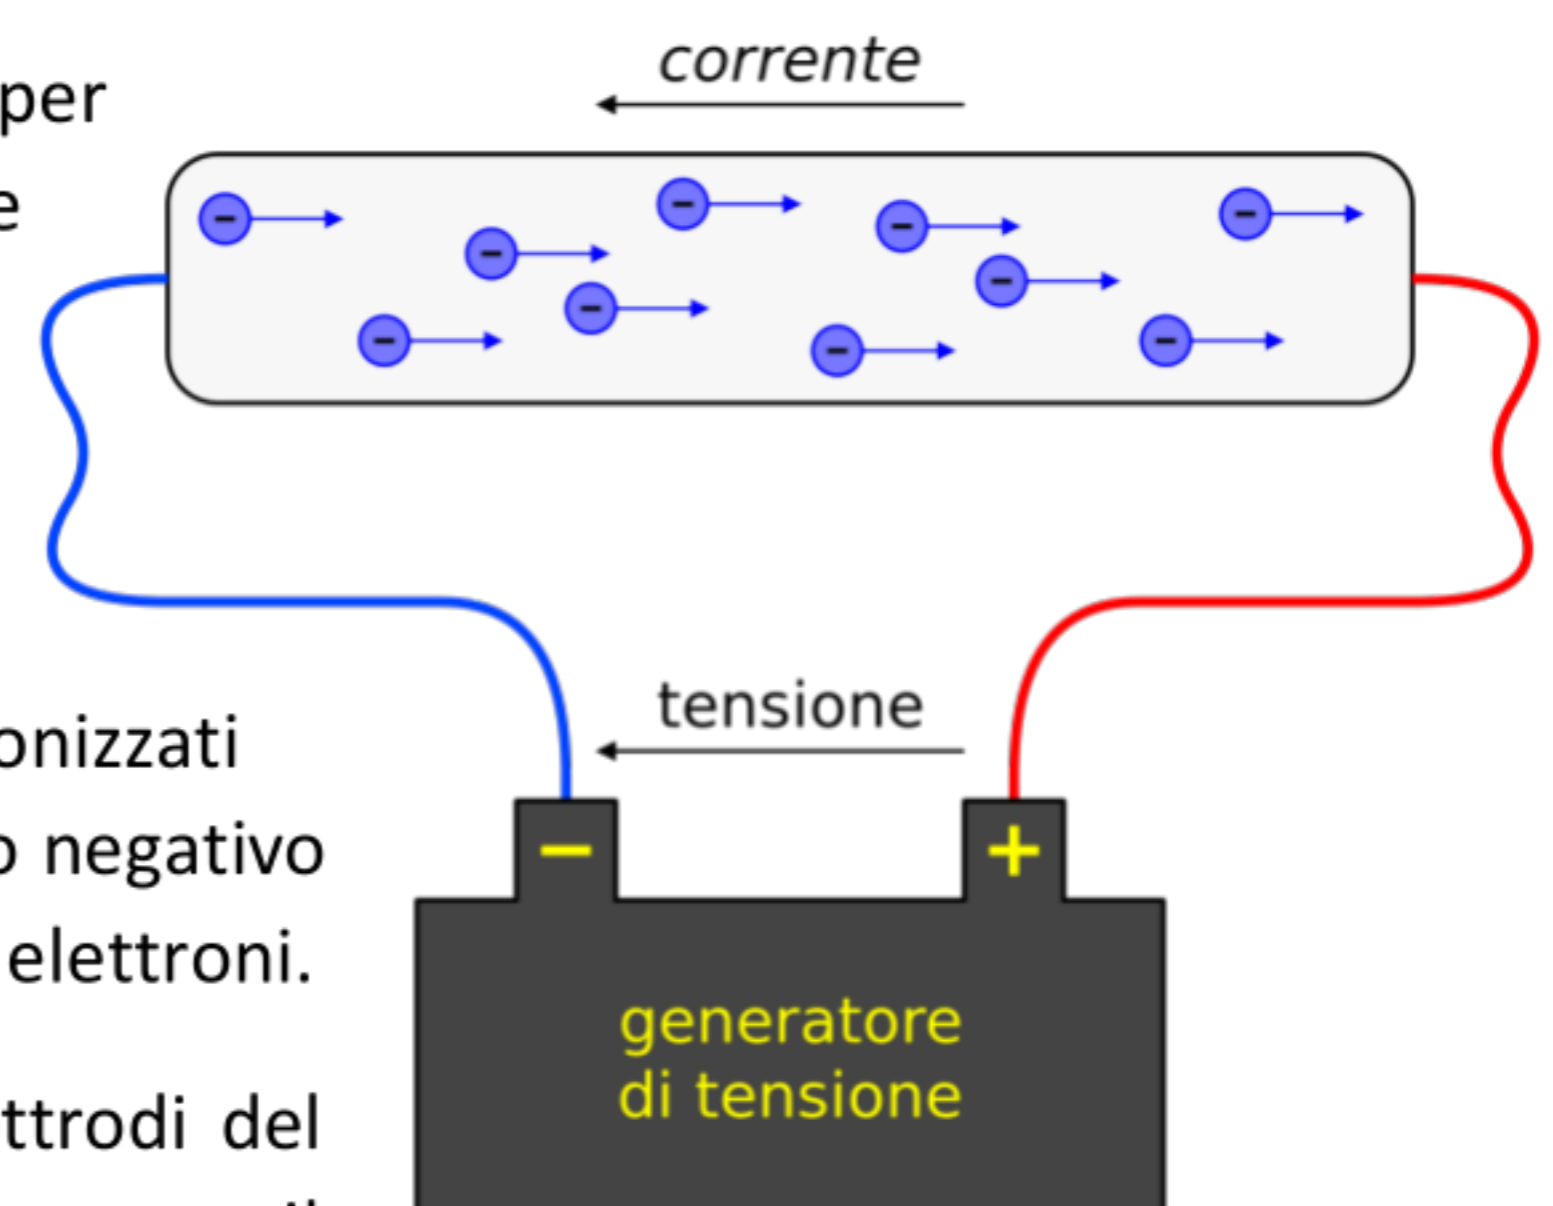 corrente
per
e
tensione
onizzati
o negativo
elettroni.
ttrodi del
− +
generatore
di tensione